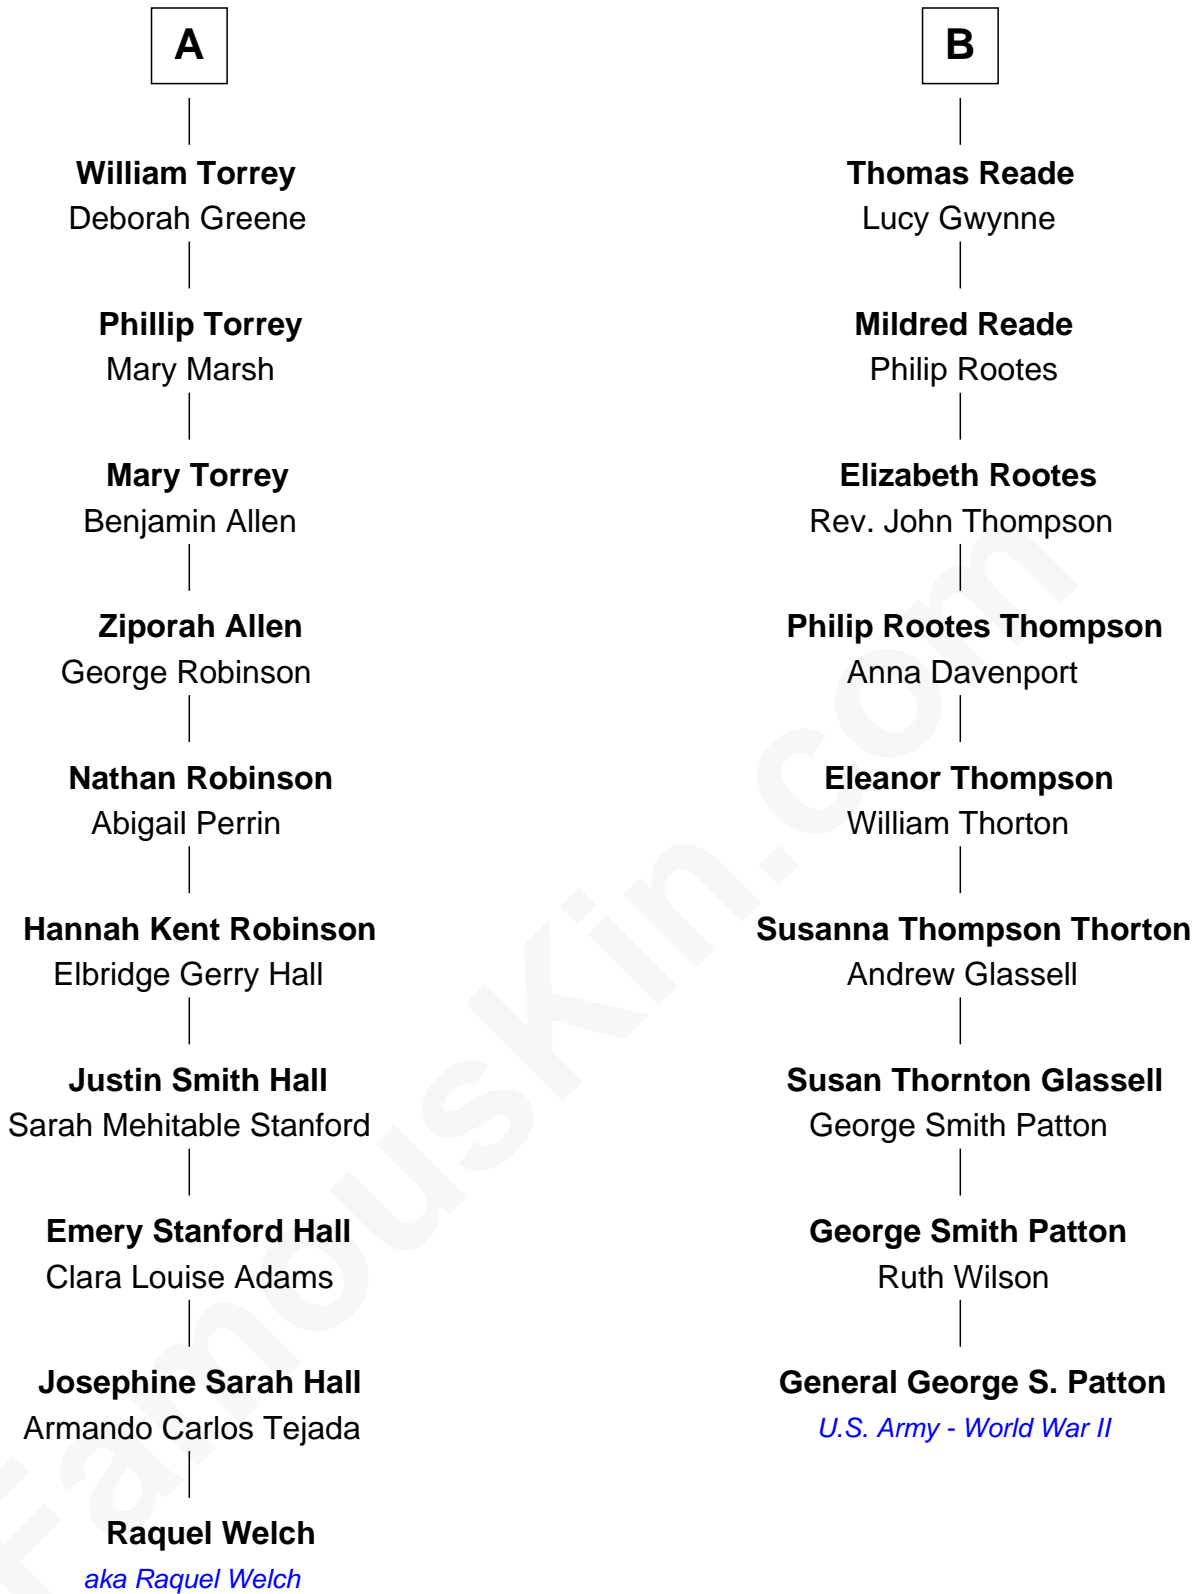 A
William Torrey
Deborah Greene
Phillip Torrey
Mary Marsh
Mary Torrey
Benjamin Allen
Ziporah Allen
George Robinson
Nathan Robinson
Abigail Perrin
Hannah Kent Robinson
Elbridge Gerry Hall
Justin Smith Hall
Sarah Mehitable Stanford
Emery Stanford Hall
Clara Louise Adams
Josephine Sarah Hall
Armando Carlos Tejada
Raquel Welch
aka Raquel Welch
B
Thomas Reade
Lucy Gwynne
Mildred Reade
Philip Rootes
Elizabeth Rootes
Rev. John Thompson
Philip Rootes Thompson
Anna Davenport
Eleanor Thompson
William Thorton
Susanna Thompson Thorton
Andrew Glassell
Susan Thornton Glassell
George Smith Patton
George Smith Patton
Ruth Wilson
General George S. Patton
U.S. Army - World War II
FamousKin.com